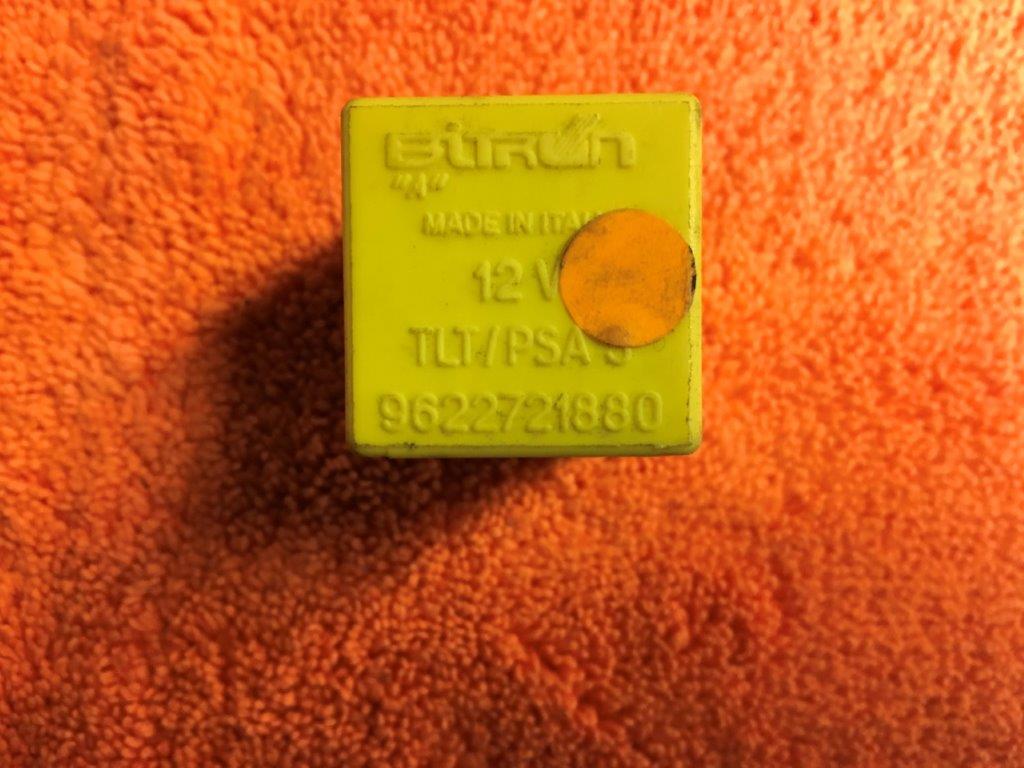 BITRON
"A"
MADE IN
12 V
TLT/PSA
9622721880